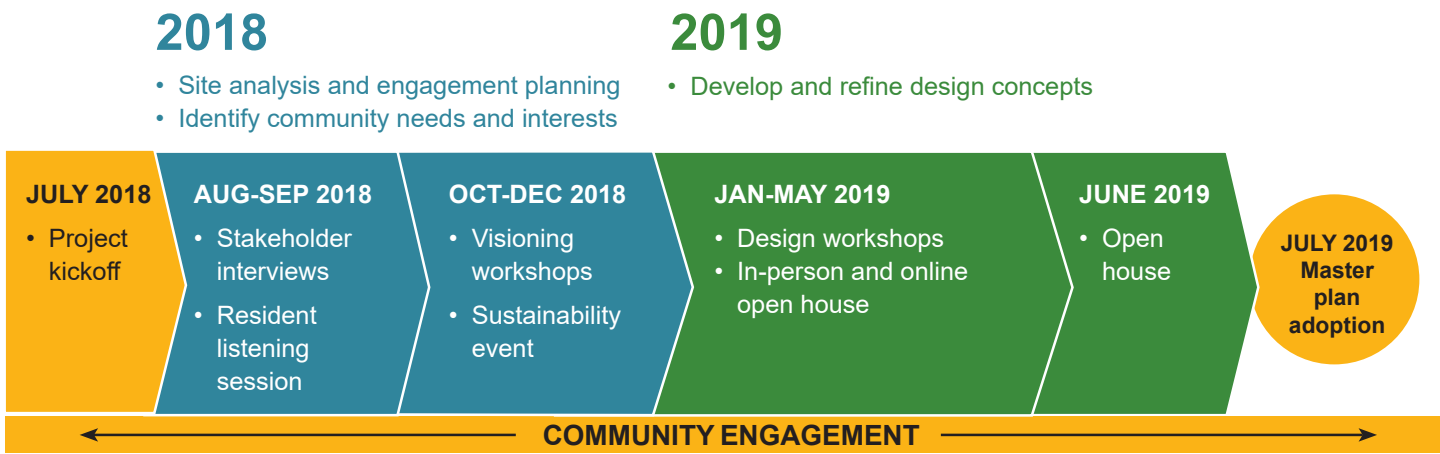 2018
• Site analysis and engagement planning
• Identify community needs and interests
2019
• Develop and refine design concepts
JULY 2018
• Project
kickoff
AUG-SEP 2018
• Stakeholder
interviews
• Resident
listening
session
OCT-DEC 2018
• Visioning
workshops
• Sustainability
event
JAN-MAY 2019
• Design workshops
• In-person and online
open house
JUNE 2019
• Open
house
JULY 2019
Master
plan
adoption
COMMUNITY ENGAGEMENT